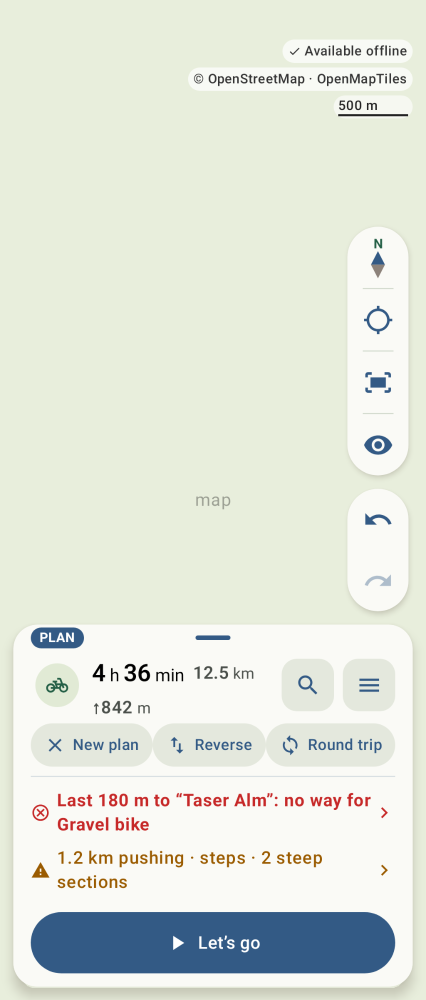 Available offline
© OpenStreetMap · OpenMapTiles
500 m
N
map
PLAN
4 h 36 min 12.5 km
↑842 m
New plan Reverse Round trip
Last 180 m to “Taser Alm”: no way for
Gravel bike
1.2 km pushing · steps · 2 steep
sections
Let’s go